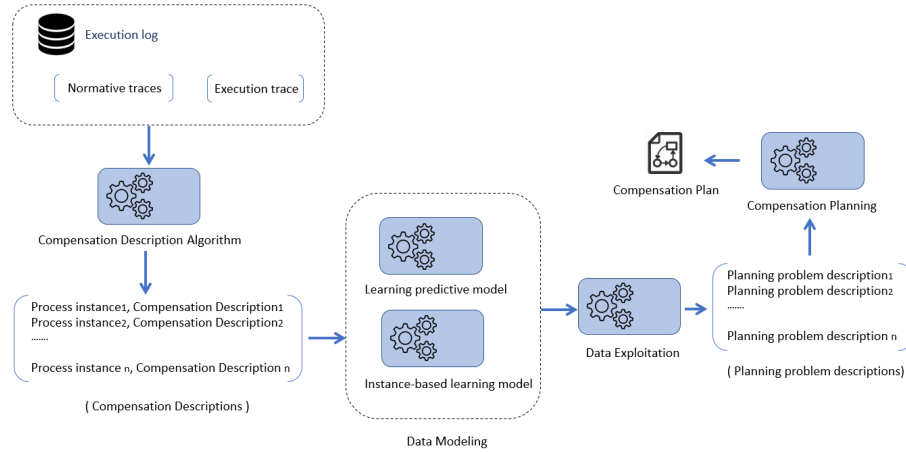 Execution log
Normative traces
Execution trace
Compensation Description Algorithm
Process instance1, Compensation Description1
Process instance2, Compensation Description2
.......
Process instance n, Compensation Description n
( Compensation Descriptions )
Learning predictive model
Instance-based learning model
Data Modeling
Data Exploitation
Planning problem description1
Planning problem description2
.......
Planning problem description n
( Planning problem descriptions)
Compensation Planning
Compensation Plan